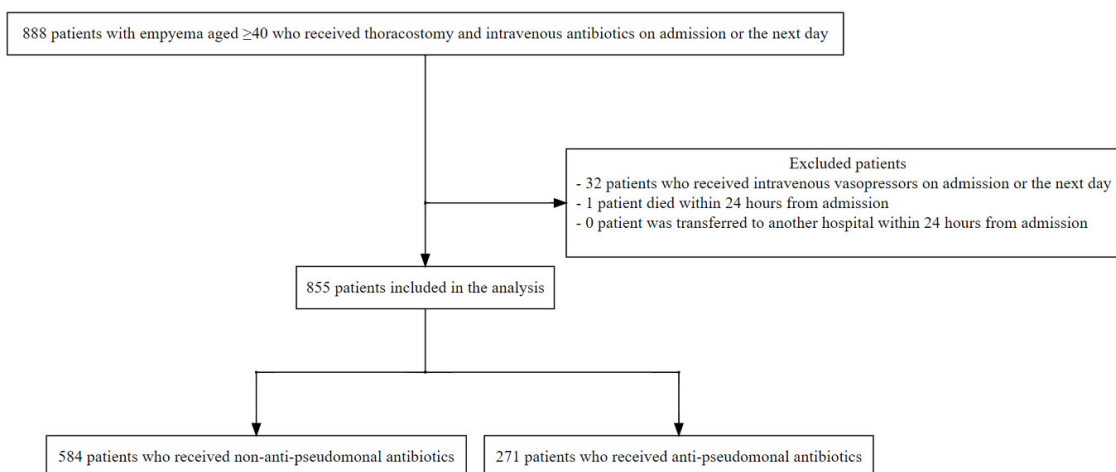 888 patients with empyema aged ≥40 who received thoracostomy and intravenous antibiotics on admission or the next day
Excluded patients
- 32 patients who received intravenous vasopressors on admission or the next day
- 1 patient died within 24 hours from admission
- 0 patient was transferred to another hospital within 24 hours from admission
855 patients included in the analysis
584 patients who received non-anti-pseudomonal antibiotics
271 patients who received anti-pseudomonal antibiotics